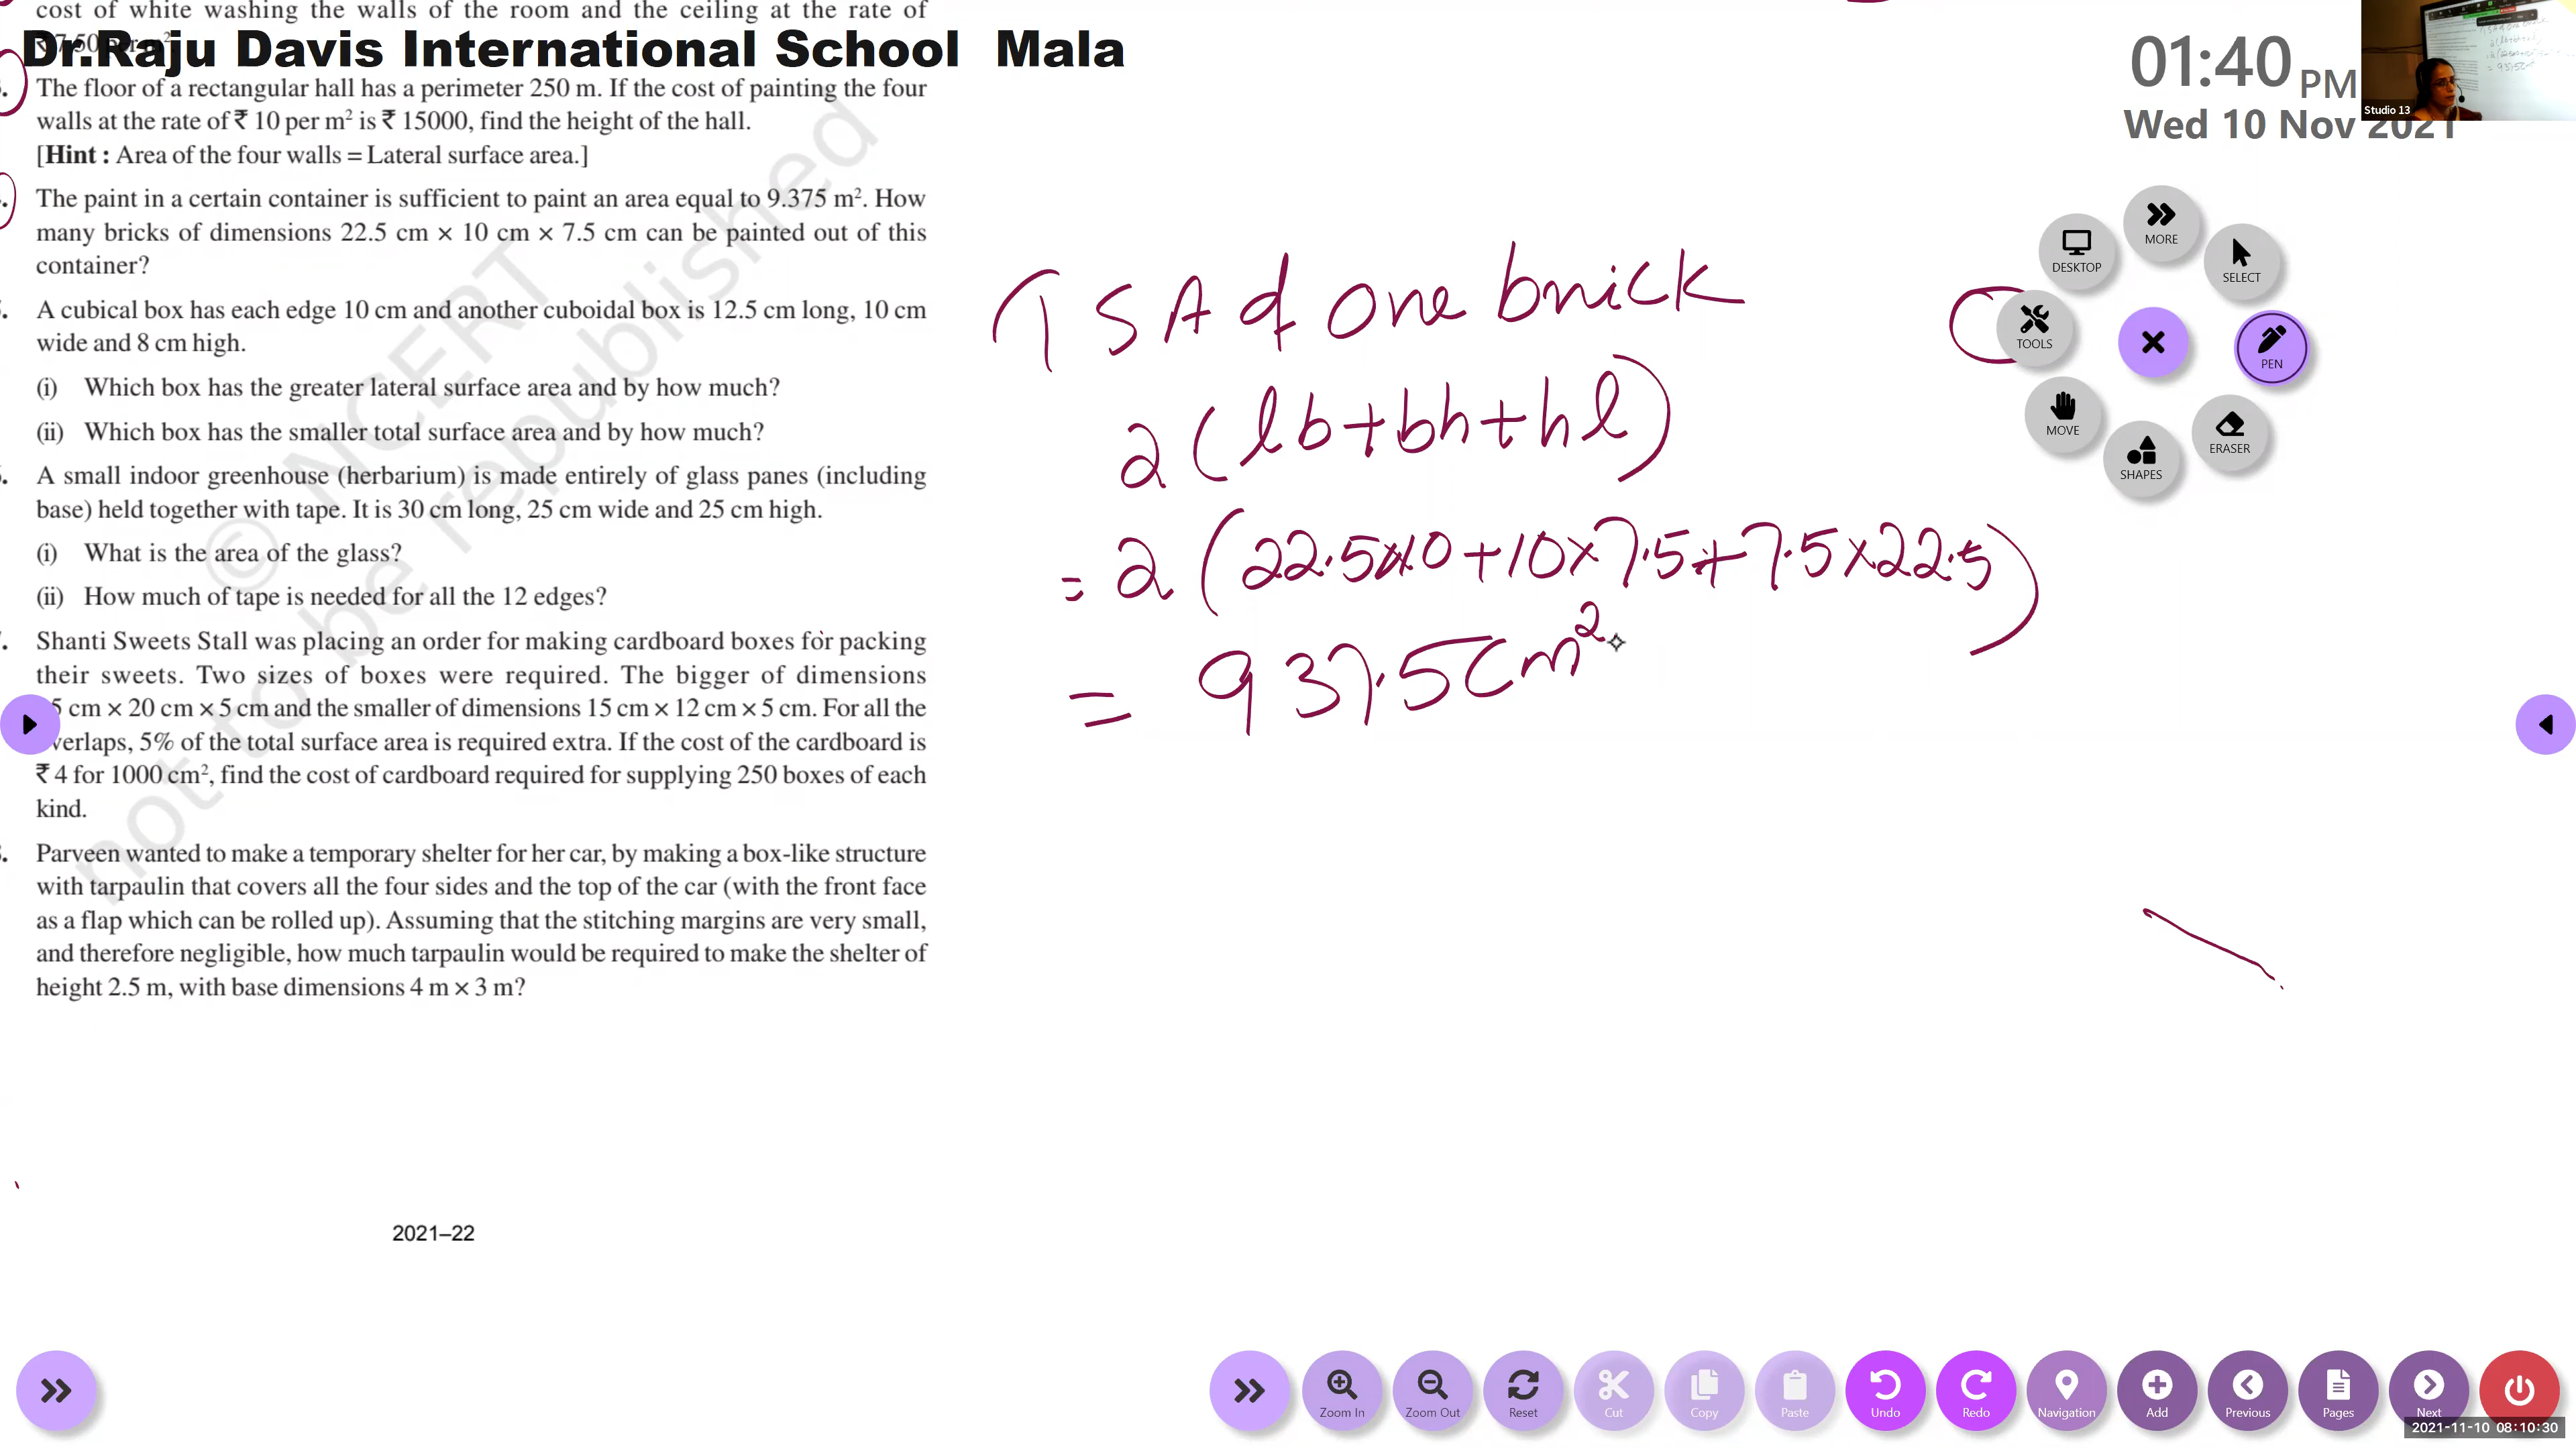 cost of white washing the walls of the room and the ceiling at the rate of
₹ 7.50 per m²
Dr.Raju Davis International School Mala
The floor of a rectangular hall has a perimeter 250 m. If the cost of painting the four
walls at the rate of ₹ 10 per m² is ₹ 15000, find the height of the hall.
[Hint : Area of the four walls = Lateral surface area.]
The paint in a certain container is sufficient to paint an area equal to 9.375 m². How
many bricks of dimensions 22.5 cm × 10 cm × 7.5 cm can be painted out of this
container?
A cubical box has each edge 10 cm and another cuboidal box is 12.5 cm long, 10 cm
wide and 8 cm high.
(i) Which box has the greater lateral surface area and by how much?
(ii) Which box has the smaller total surface area and by how much?
A small indoor greenhouse (herbarium) is made entirely of glass panes (including
base) held together with tape. It is 30 cm long, 25 cm wide and 25 cm high.
(i) What is the area of the glass?
(ii) How much of tape is needed for all the 12 edges?
Shanti Sweets Stall was placing an order for making cardboard boxes for packing
their sweets. Two sizes of boxes were required. The bigger of dimensions
5 cm × 20 cm × 5 cm and the smaller of dimensions 15 cm × 12 cm × 5 cm. For all the
verlaps, 5% of the total surface area is required extra. If the cost of the cardboard is
₹ 4 for 1000 cm², find the cost of cardboard required for supplying 250 boxes of each
kind.
Parveen wanted to make a temporary shelter for her car, by making a box-like structure
with tarpaulin that covers all the four sides and the top of the car (with the front face
as a flap which can be rolled up). Assuming that the stitching margins are very small,
and therefore negligible, how much tarpaulin would be required to make the shelter of
height 2.5 m, with base dimensions 4 m × 3 m?
© NCERT
not to be republished
2021–22
TSA of one brick
2(lb+bh+hl)
= 2(22.5×10+10×7.5+7.5×22.5)
= 937.5cm²
01:40 PM
Wed 10 Nov 2021
Studio 13
MORE
DESKTOP
SELECT
TOOLS
PEN
MOVE
ERASER
SHAPES
Zoom In
Zoom Out
Reset
Cut
Copy
Paste
Undo
Redo
Navigation
Add
Previous
Pages
Next
2021-11-10 08:10:30